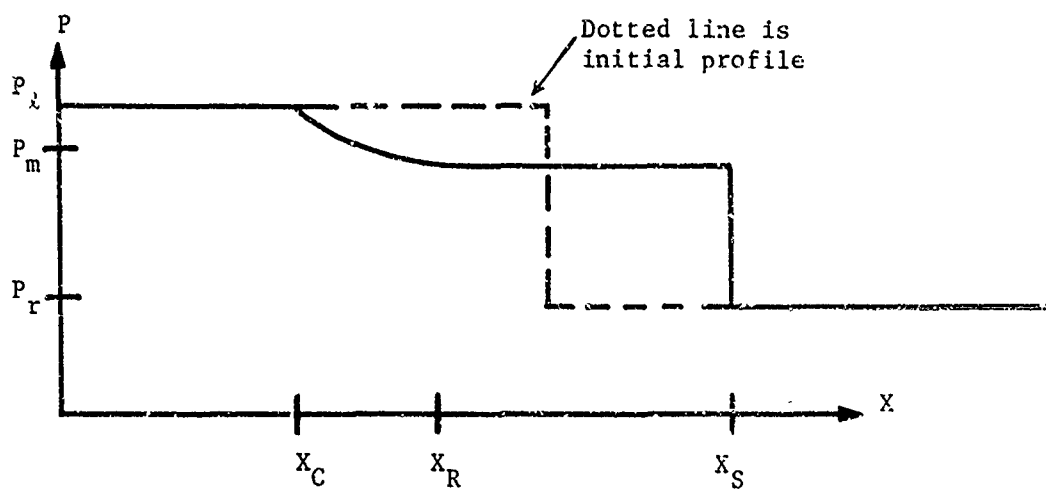 P
Dotted line is
initial profile
P_ℓ
P_m
P_r
X
X_C
X_R
X_S